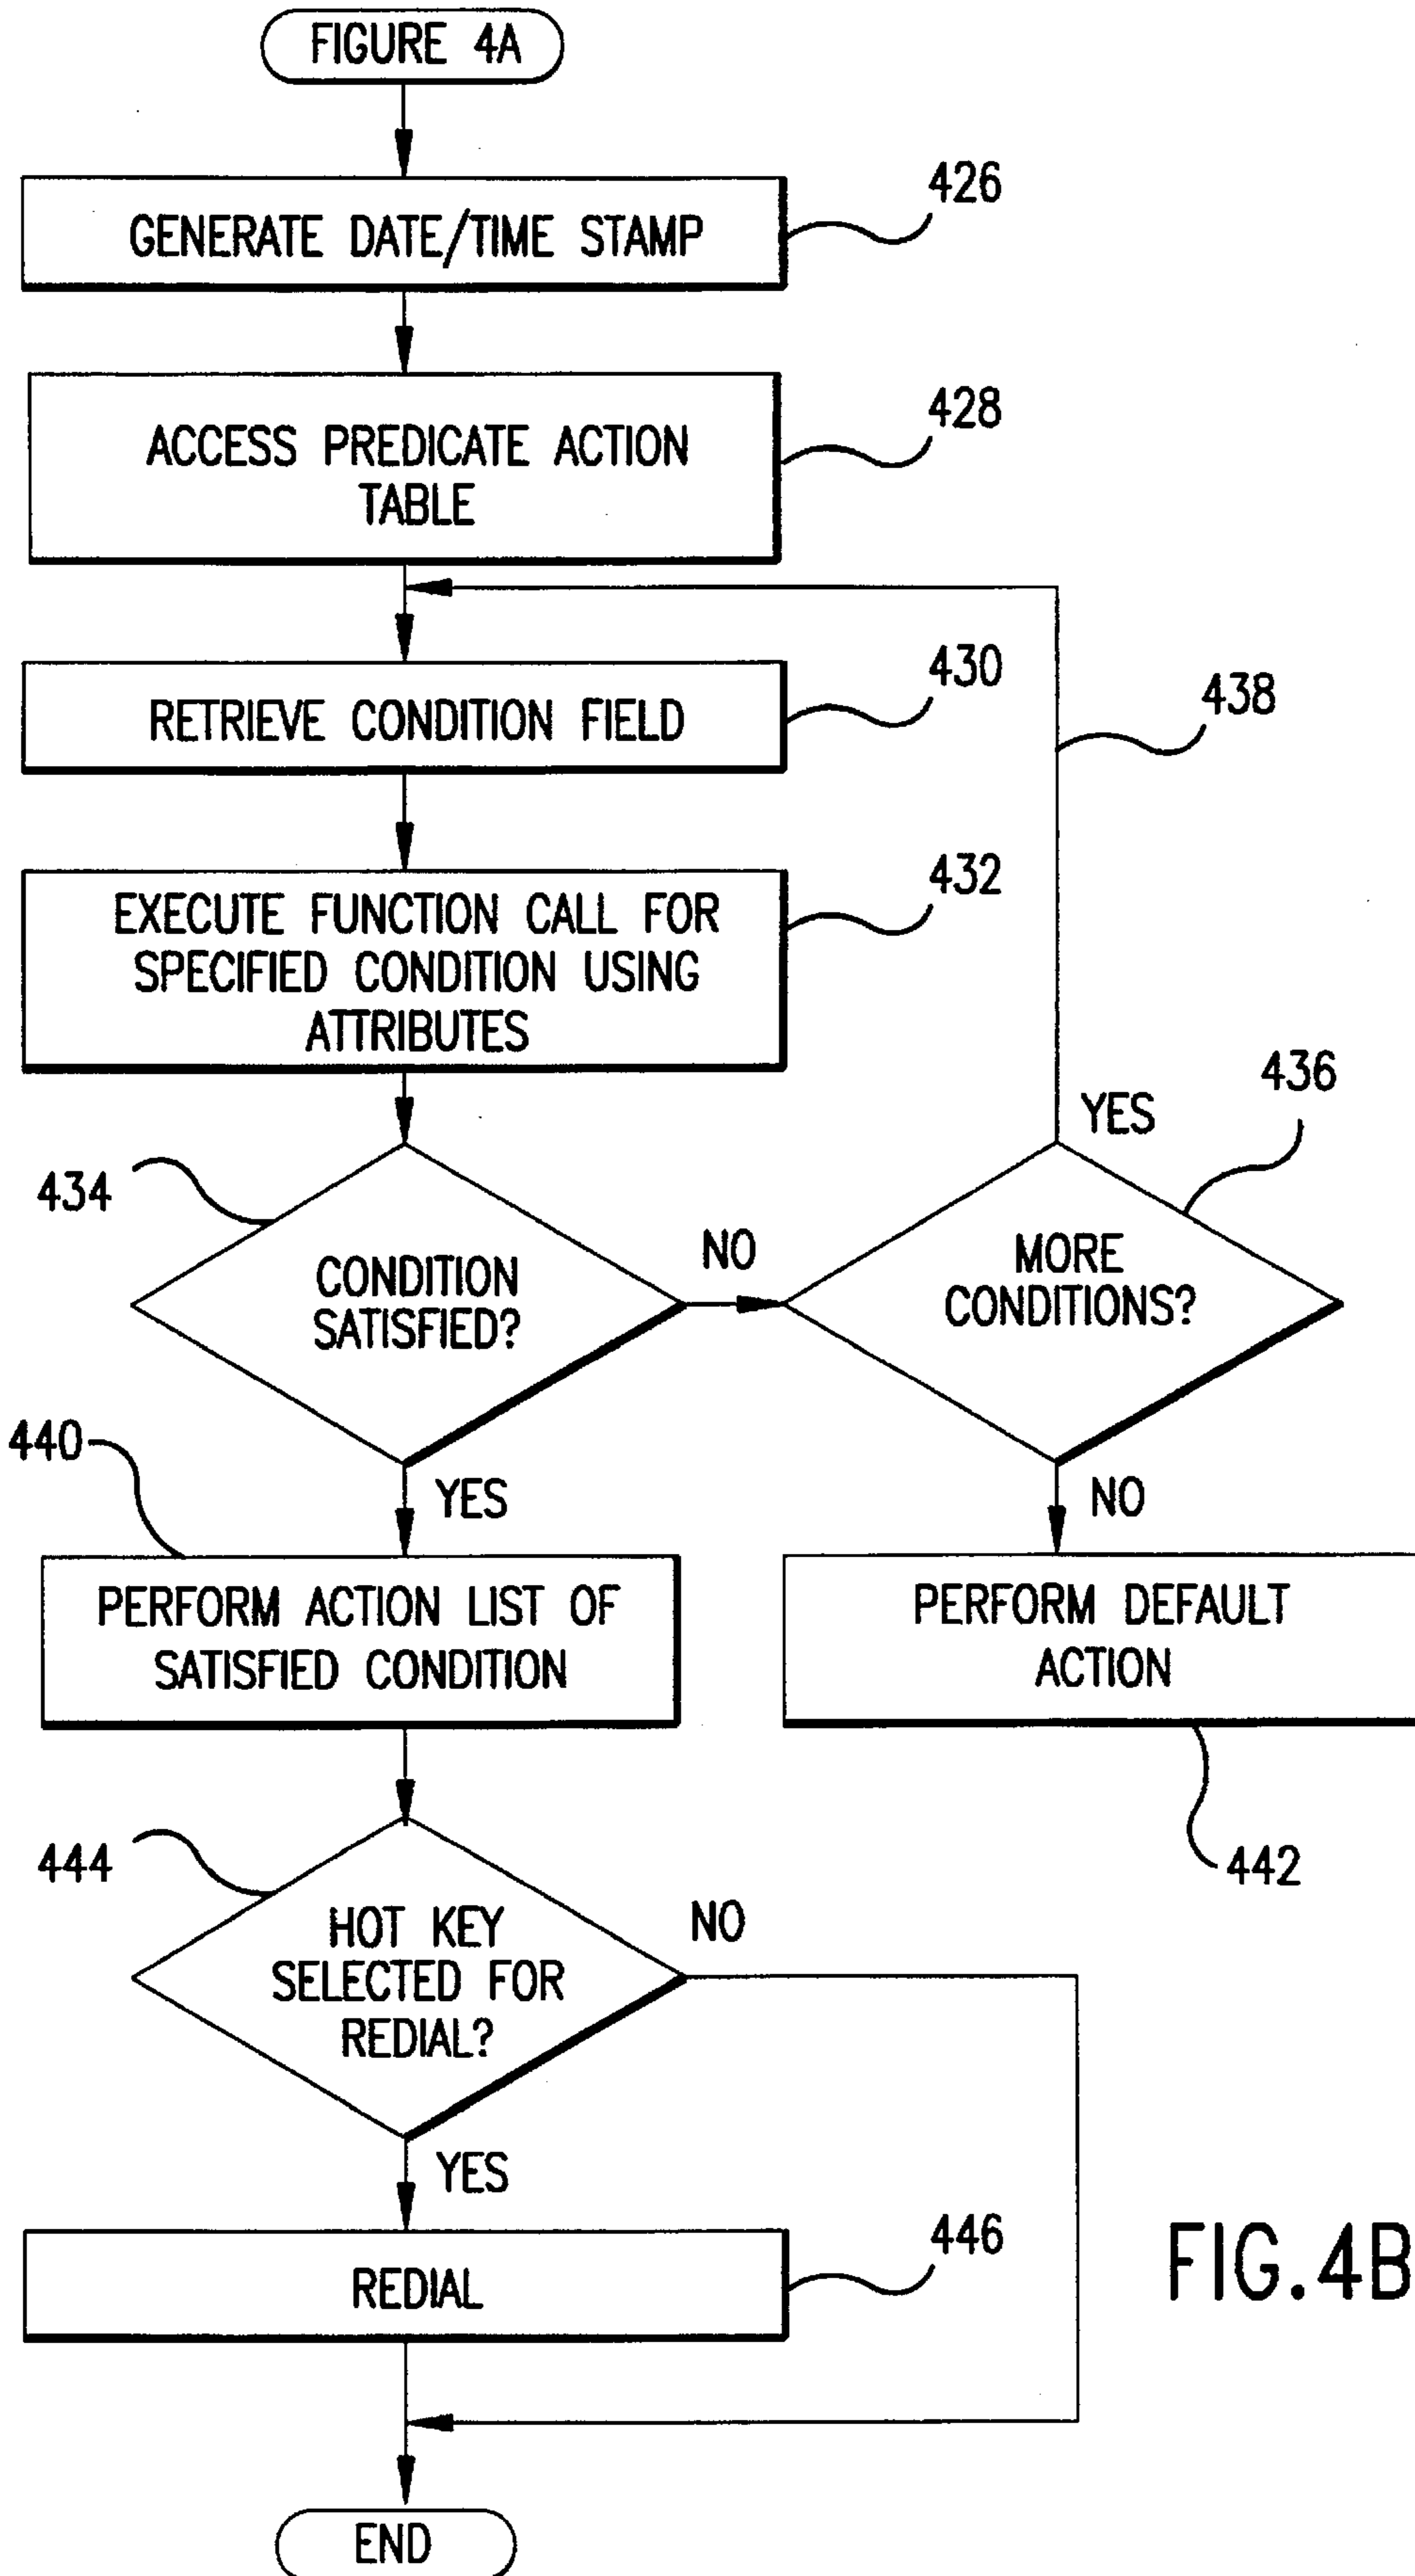 FIGURE 4A
426
GENERATE DATE/TIME STAMP
428
ACCESS PREDICATE ACTION
TABLE
430
RETRIEVE CONDITION FIELD
438
432
EXECUTE FUNCTION CALL FOR
SPECIFIED CONDITION USING
ATTRIBUTES
436
YES
434
NO
CONDITION
SATISFIED?
MORE
CONDITIONS?
440
YES
NO
PERFORM ACTION LIST OF
SATISFIED CONDITION
PERFORM DEFAULT
ACTION
444
442
NO
HOT KEY
SELECTED FOR
REDIAL?
YES
446
REDIAL
FIG.4B
END